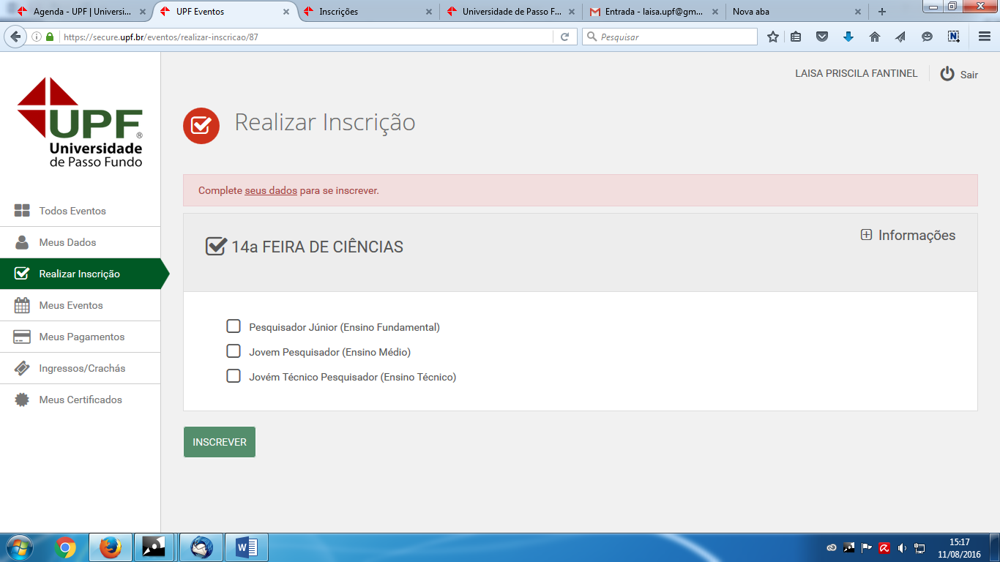 Agenda - UPF | Universi...
UPF Eventos
Inscrições
Universidade de Passo F...
Entrada - laisa.upf@gm...
Nova aba
https://secure.upf.br/eventos/realizar-inscricao/87
Pesquisar
LAISA PRISCILA FANTINEL
Sair
UPF®
Universidade
de Passo Fundo
Realizar Inscrição
Complete seus dados para se inscrever.
Todos Eventos
Meus Dados
Realizar Inscrição
Meus Eventos
Meus Pagamentos
Ingressos/Crachás
Meus Certificados
14a FEIRA DE CIÊNCIAS
Informações
Pesquisador Júnior (Ensino Fundamental)
Jovem Pesquisador (Ensino Médio)
Jovém Técnico Pesquisador (Ensino Técnico)
INSCREVER
15:17
11/08/2016